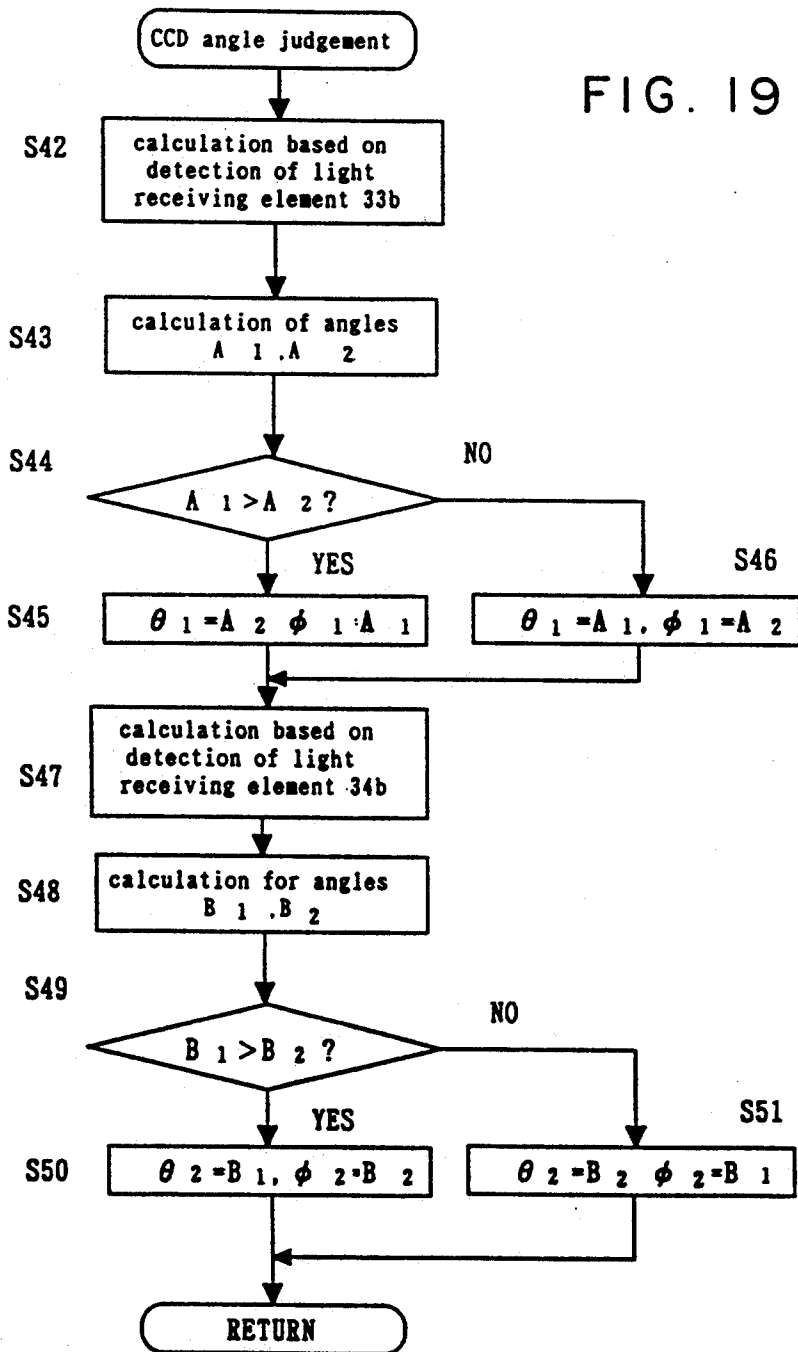 CCD angle judgement
FIG. 19
S42
calculation based on
detection of light
receiving element 33b
S43
calculation of angles
A 1 .A 2
S44
NO
A 1 >A 2 ?
YES
S46
S45
θ 1 =A 2 ϕ 1:A 1
θ 1 =A 1, ϕ 1 =A 2
calculation based on
detection of light
receiving element 34b
S47
calculation for angles
B 1 .B 2
S48
S49
NO
B 1 >B 2 ?
YES
S51
S50
θ 2 =B 1, ϕ 2=B 2
θ 2 =B 2 ϕ 2=B 1
RETURN